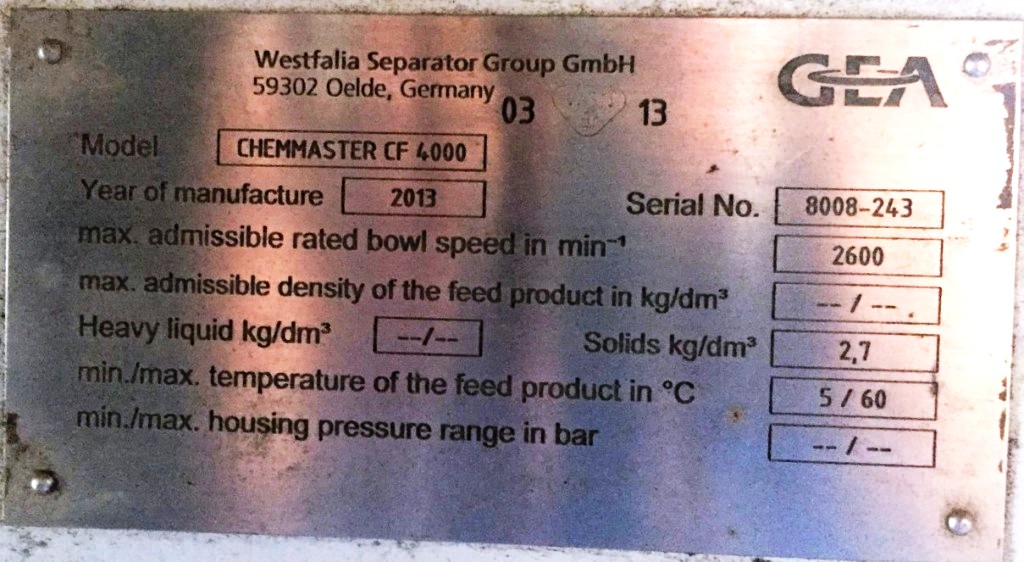 Westfalia Separator Group GmbH
GEA
59302 Oelde, Germany
03 13
Model CHEMMASTER CF 4000
Year of manufacture 2013 Serial No. 8008-243
max. admissible rated bowl speed in min⁻¹ 2600
max. admissible density of the feed product in kg/dm³ --/--
Heavy liquid kg/dm³ --/-- Solids kg/dm³ 2,7
min./max. temperature of the feed product in °C 5 / 60
min./max. housing pressure range in bar --/--